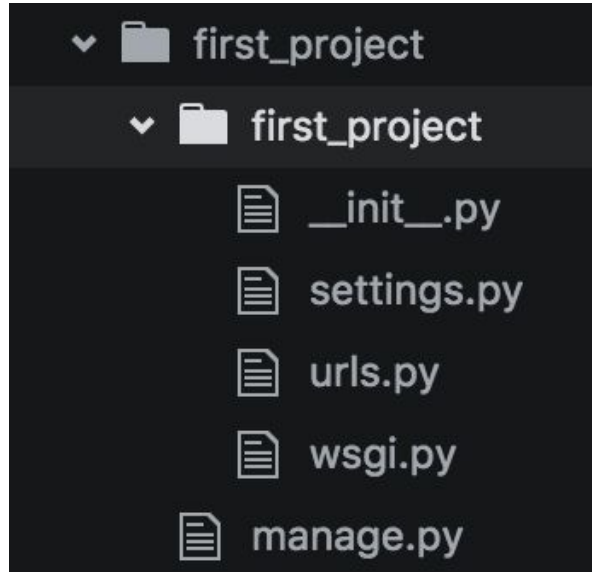 first_project
first_project
__init__.py
settings.py
urls.py
wsgi.py
manage.py